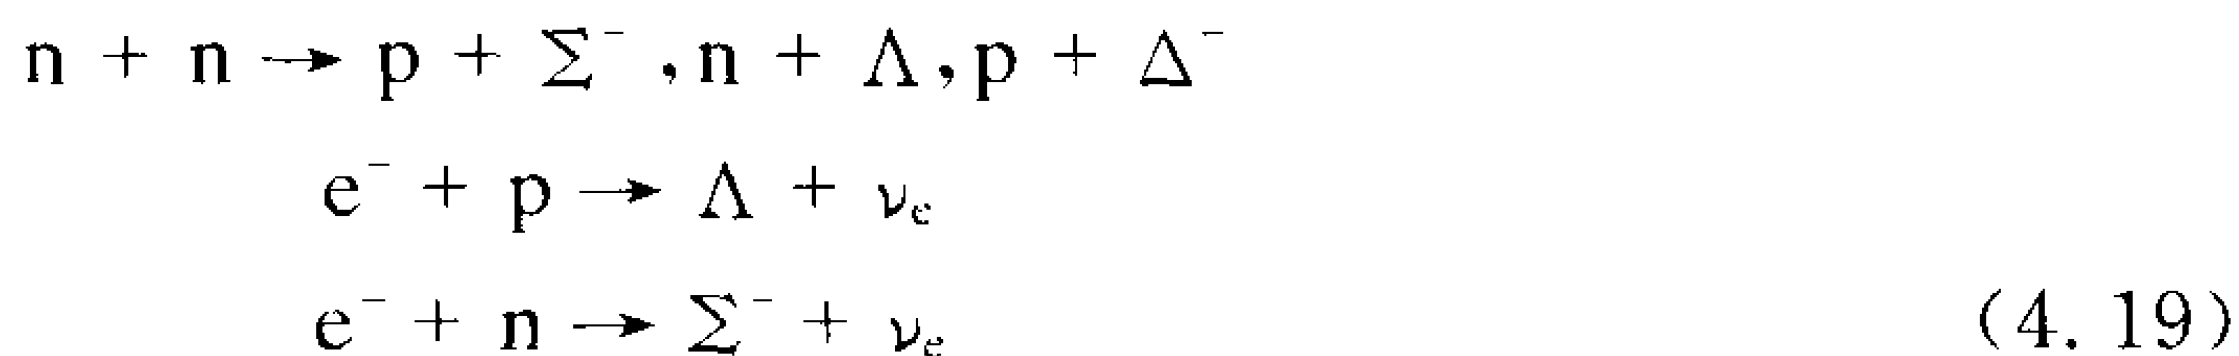 n + n → p + Σ⁻, n + Λ, p + Δ⁻
e⁻ + p → Λ + νₑ
e⁻ + n → Σ⁻ + νₑ (4.19)